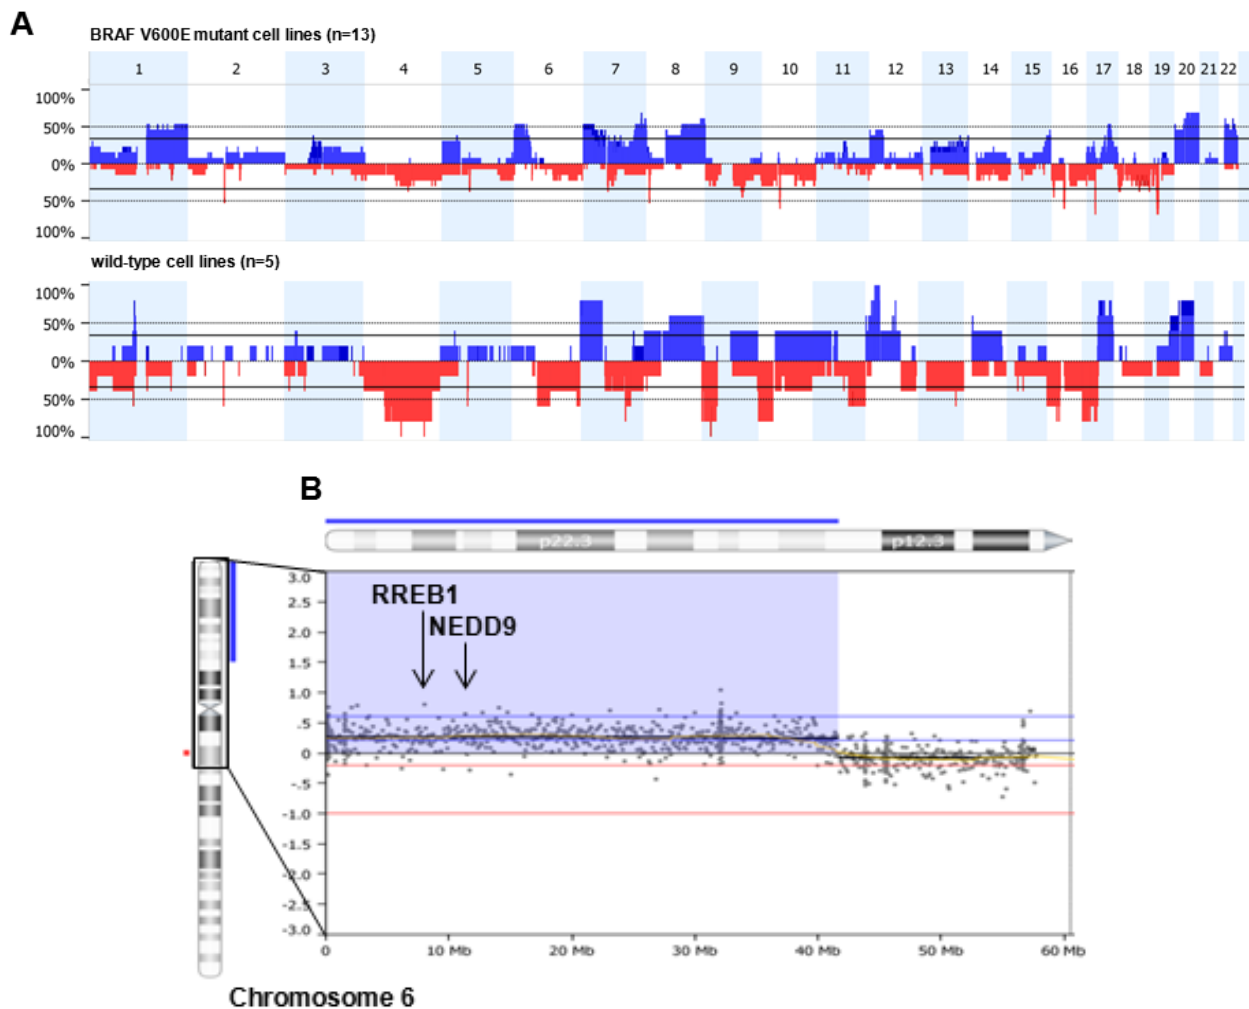 A
BRAF V600E mutant cell lines (n=13)
1 2 3 4 5 6 7 8 9 10 11 12 13 14 15 16 17 18 19 20 21 22
100%
50%
0%
50%
100%
wild-type cell lines (n=5)
100%
50%
0%
50%
100%
B
p22.3 p12.3
3.0
RREB1
2.5
NEDD9
2.0
1.5
1.0
.5
0
-.5
-1.0
-1.5
-2.0
-2.5
-3.0
0 10 Mb 20 Mb 30 Mb 40 Mb 50 Mb 60 Mb
Chromosome 6